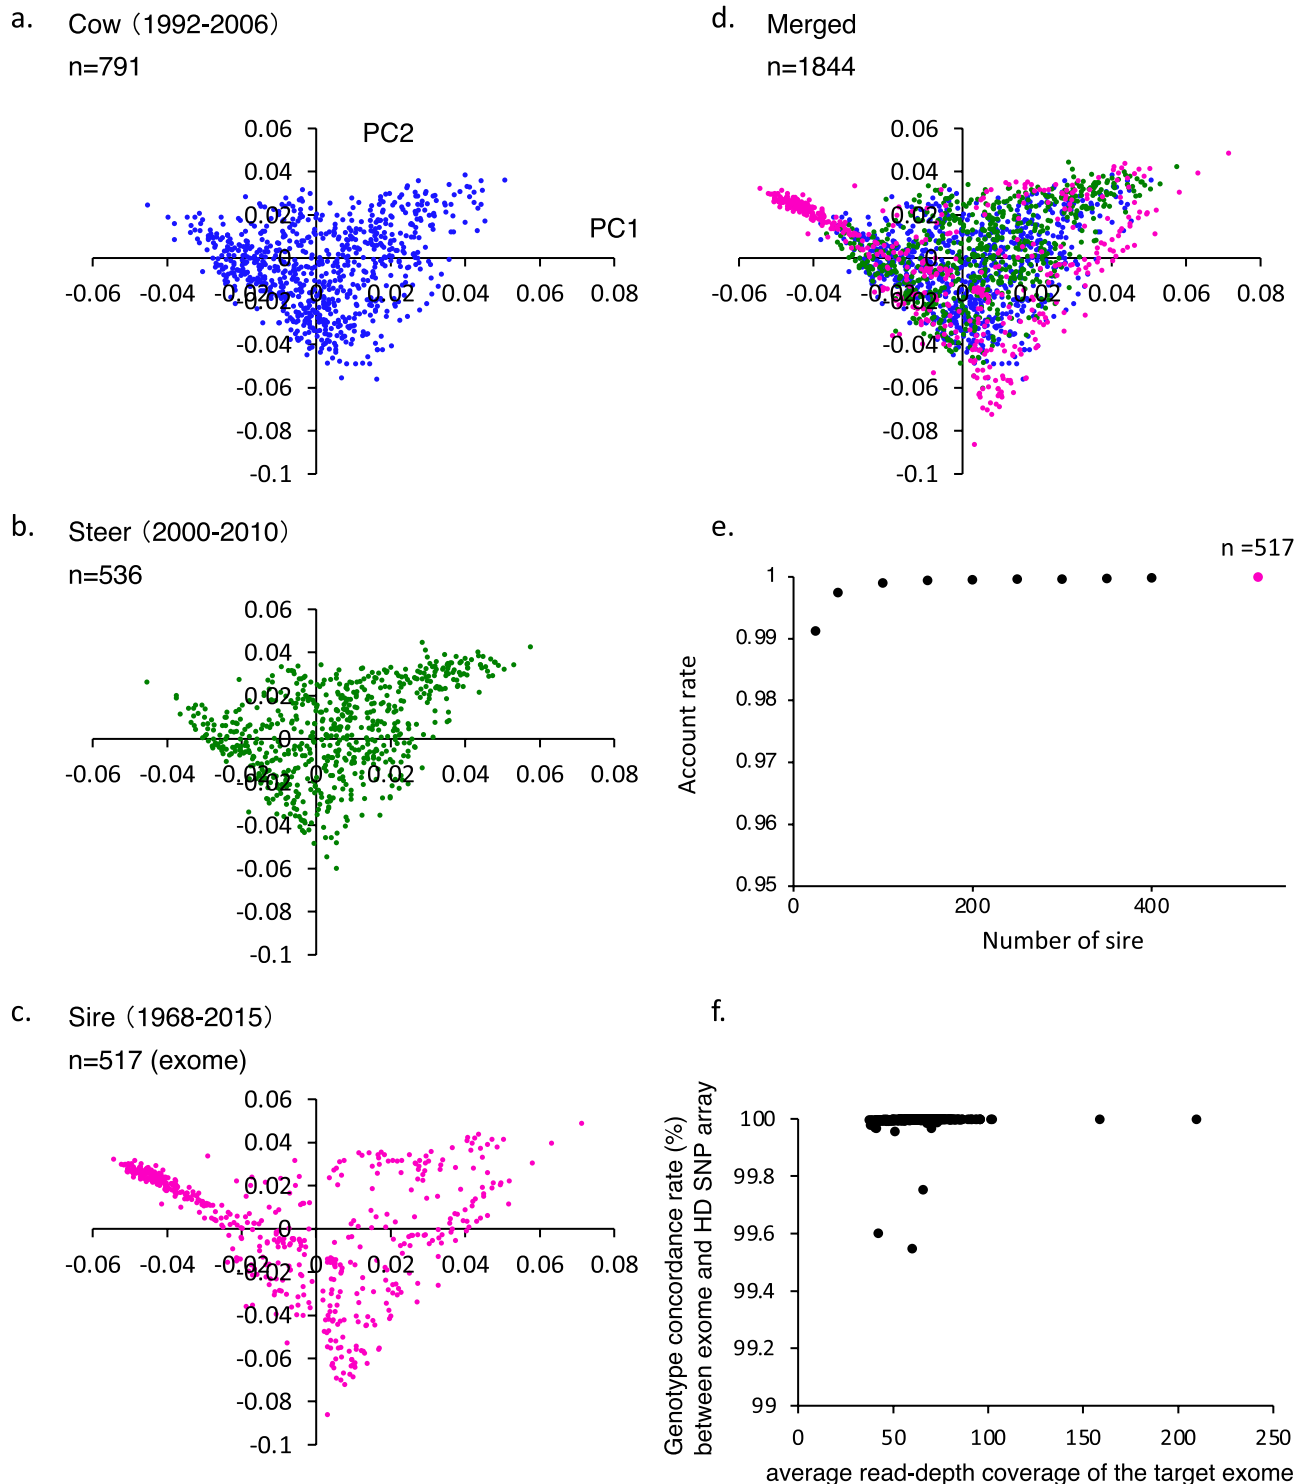 a. Cow (1992-2006)
n=791
PC2
PC1
0.06
0.04
0.02
0
-0.02
-0.04
-0.06
-0.08
-0.1
-0.06 -0.04 -0.02 0 0.02 0.04 0.06 0.08
b. Steer (2000-2010)
n=536
0.06
0.04
0.02
0
-0.02
-0.04
-0.06
-0.08
-0.1
-0.06 -0.04 -0.02 0 0.02 0.04 0.06 0.08
c. Sire (1968-2015)
n=517 (exome)
0.06
0.04
0.02
0
-0.02
-0.04
-0.06
-0.08
-0.1
-0.06 -0.04 -0.02 0 0.02 0.04 0.06 0.08
d. Merged
n=1844
0.06
0.04
0.02
0
-0.02
-0.04
-0.06
-0.08
-0.1
-0.06 -0.04 -0.02 0 0.02 0.04 0.06 0.08
e.
n =517
Account rate
1
0.99
0.98
0.97
0.96
0.95
0 200 400
Number of sire
f.
Genotype concordance rate (%)
between exome and HD SNP array
100
99.8
99.6
99.4
99.2
99
0 50 100 150 200 250
average read-depth coverage of the target exome